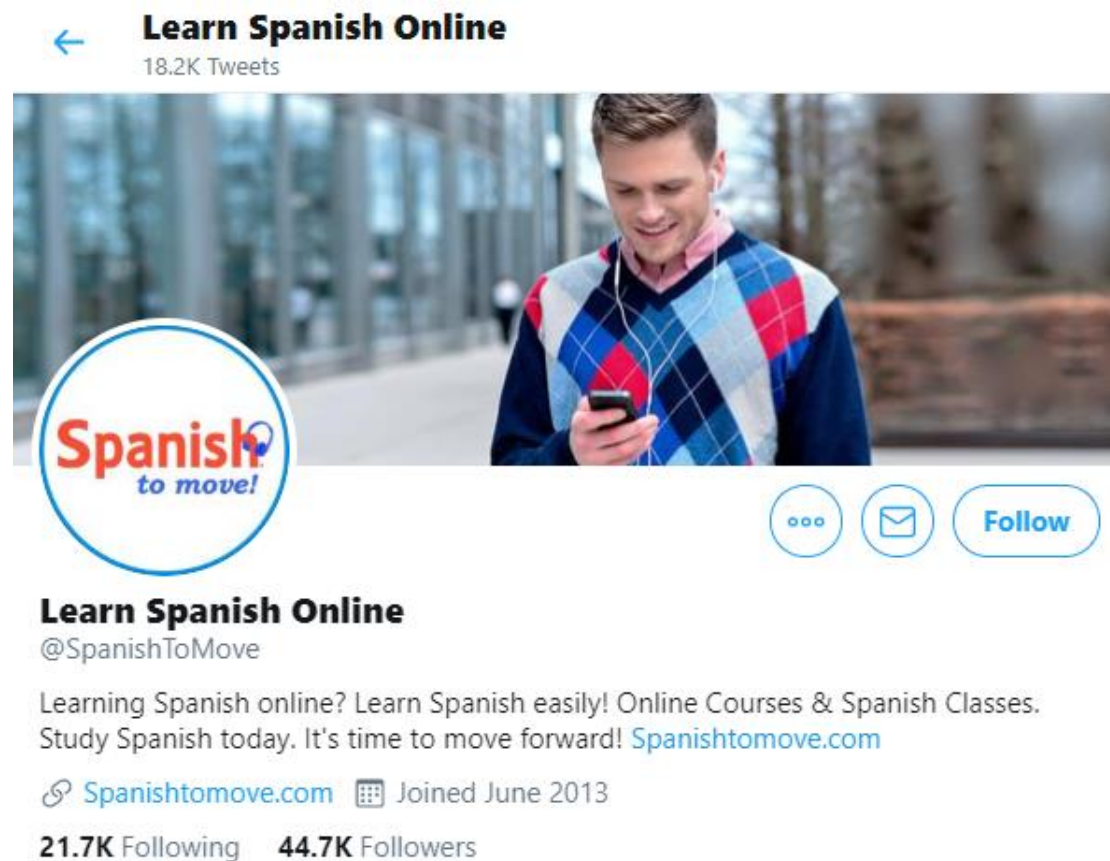 Learn Spanish Online
18.2K Tweets
Spanish
to move!
Follow
Learn Spanish Online
@SpanishToMove
Learning Spanish online? Learn Spanish easily! Online Courses & Spanish Classes.
Study Spanish today. It's time to move forward! Spanishtomove.com
Spanishtomove.com Joined June 2013
21.7K Following 44.7K Followers